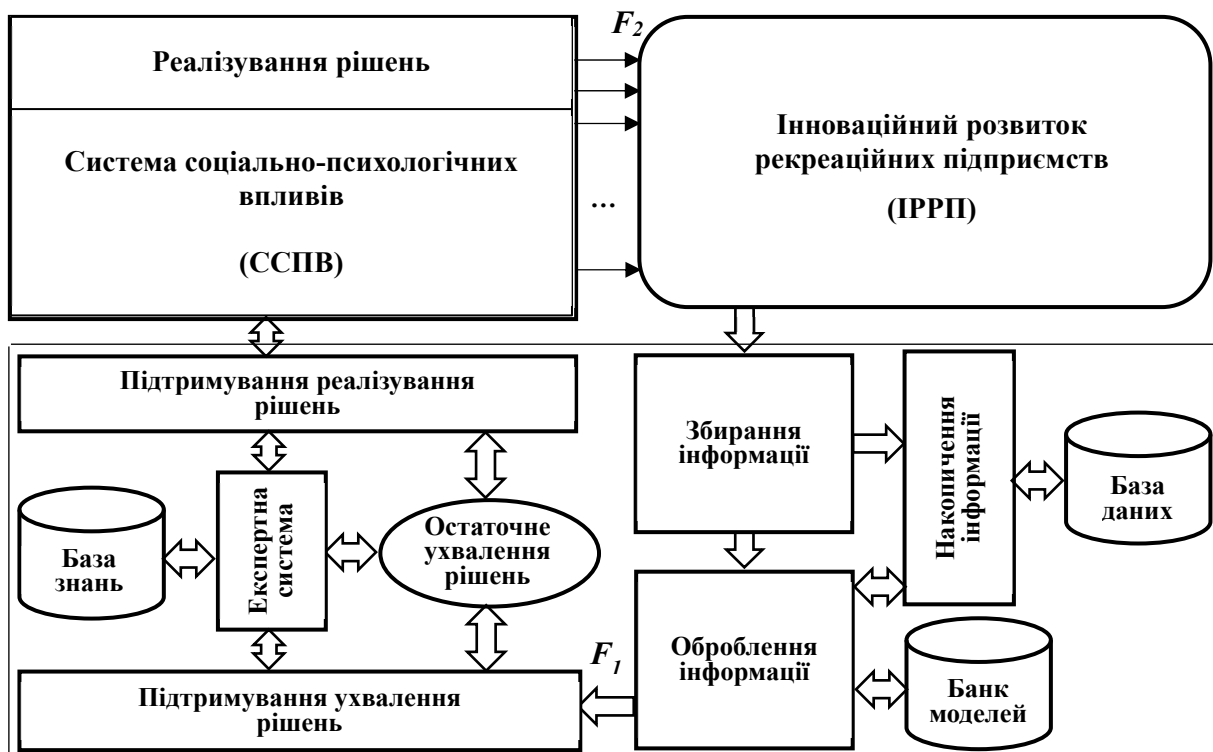 F2
Реалізування рішень
Система соціально-психологічних
впливів
(ССПВ)
...
Інноваційний розвиток
рекреаційних підприємств
(ІРРП)
Підтримування реалізування
рішень
Збирання
інформації
Накопичення
інформації
База
даних
База
знань
Експертна
система
Остаточне
ухвалення
рішень
Оброблення
інформації
Банк
моделей
F1
Підтримування ухвалення
рішень